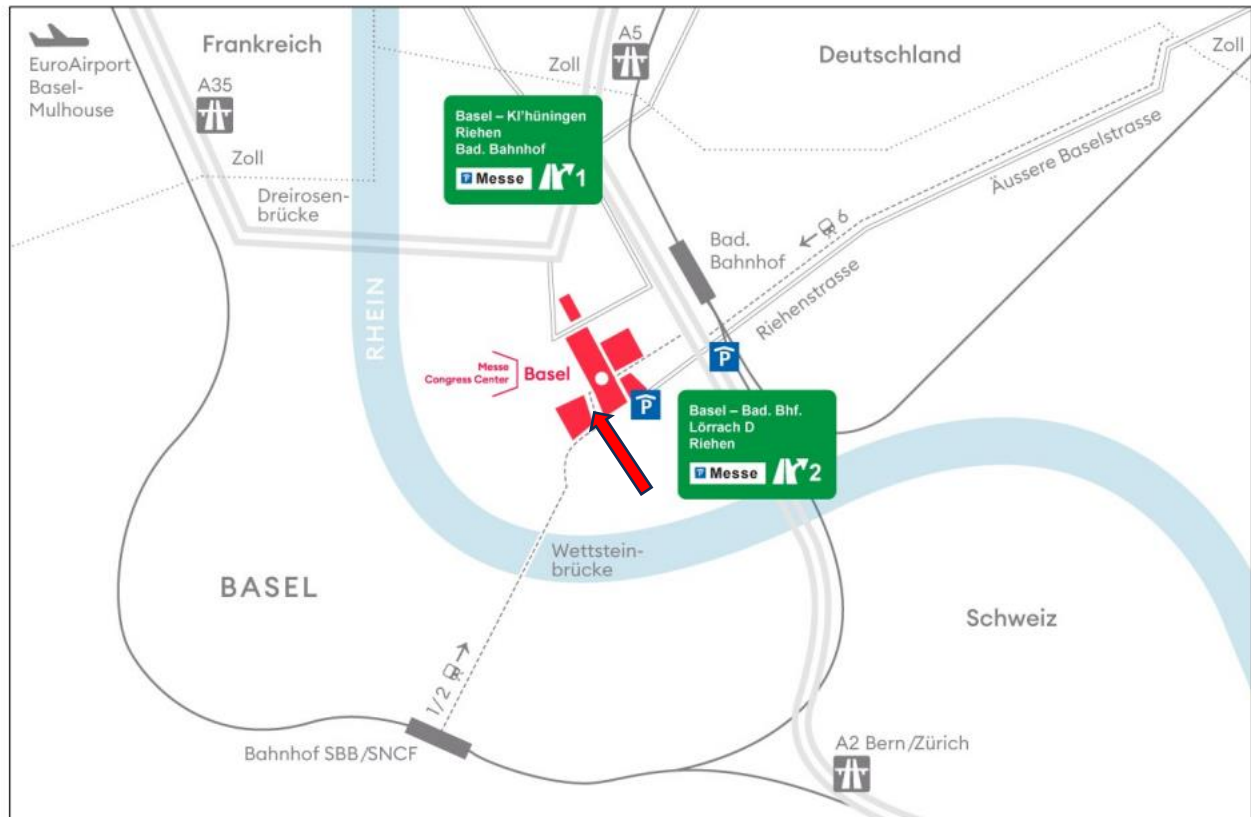 EuroAirport
Basel-
Mulhouse
Frankreich
A35
Zoll
Dreirosen-
brücke
Zoll
A5
Deutschland
Zoll
Basel – Kl'hüningen
Riehen
Bad. Bahnhof
P Messe 1
Äussere Baselstrasse
6
Bad.
Bahnhof
Riehenstrasse
RHEIN
Messe
Congress Center
Basel
P
P
Basel – Bad. Bhf.
Lörrach D
Riehen
P Messe 2
Wettstein-
brücke
BASEL
Schweiz
1/2
Bahnhof SBB/SNCF
A2 Bern/Zürich